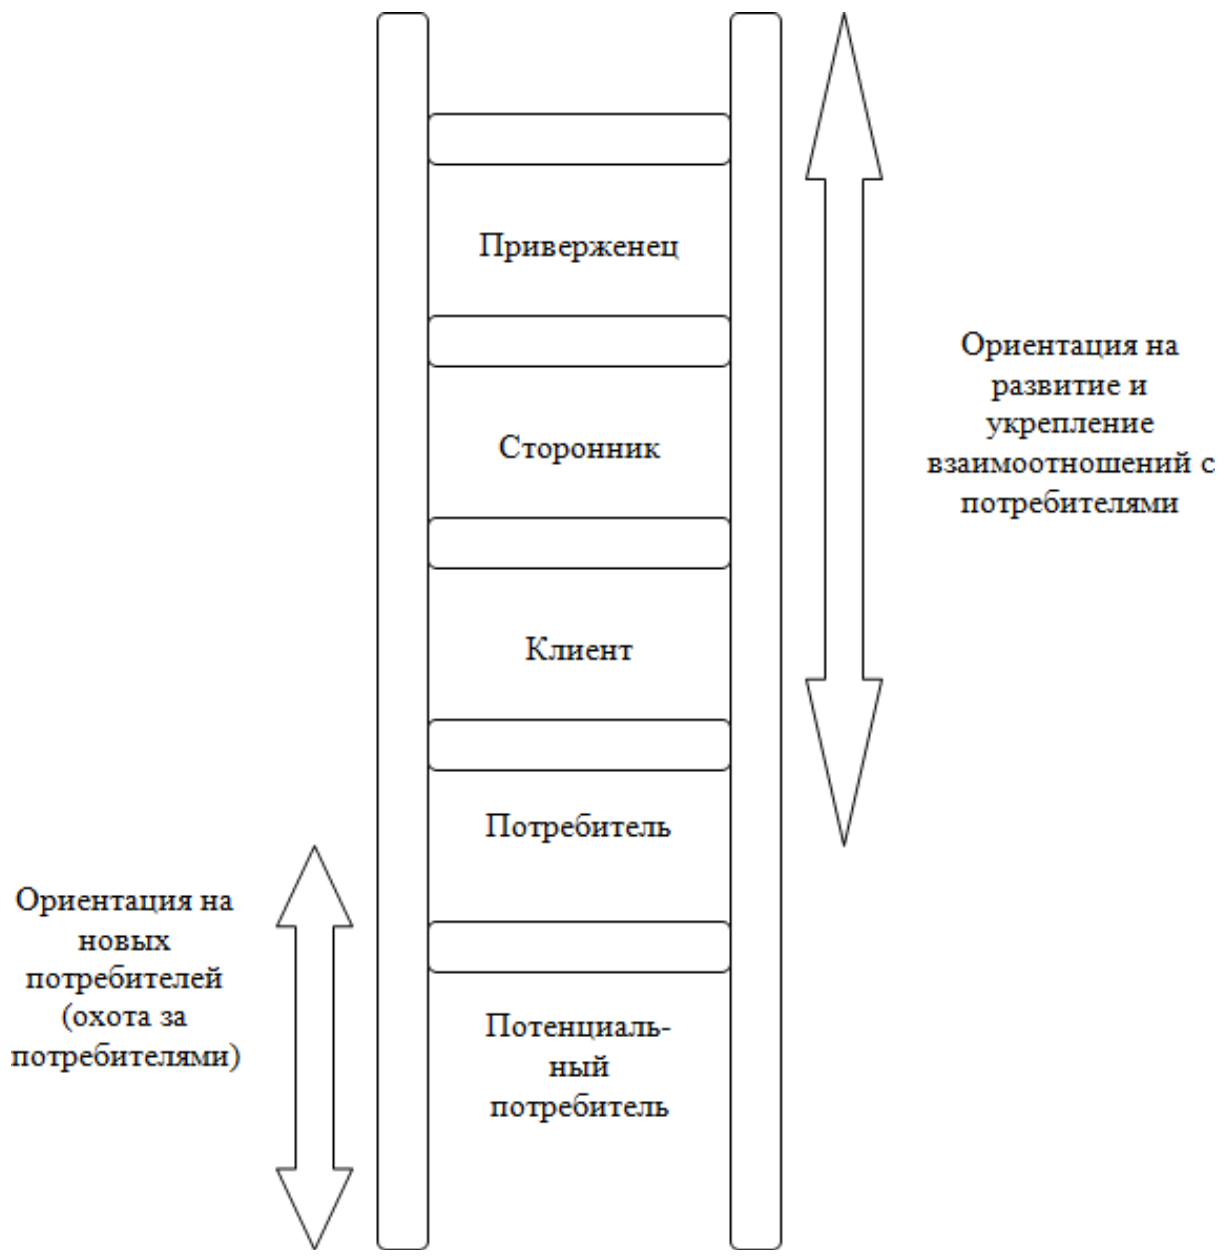 Приверженец
Сторонник
Клиент
Потребитель
Потенциаль-
ный
потребитель
Ориентация на
развитие и
укрепление
взаимоотношений с
потребителями
Ориентация на
новых
потребителей
(охота за
потребителями)